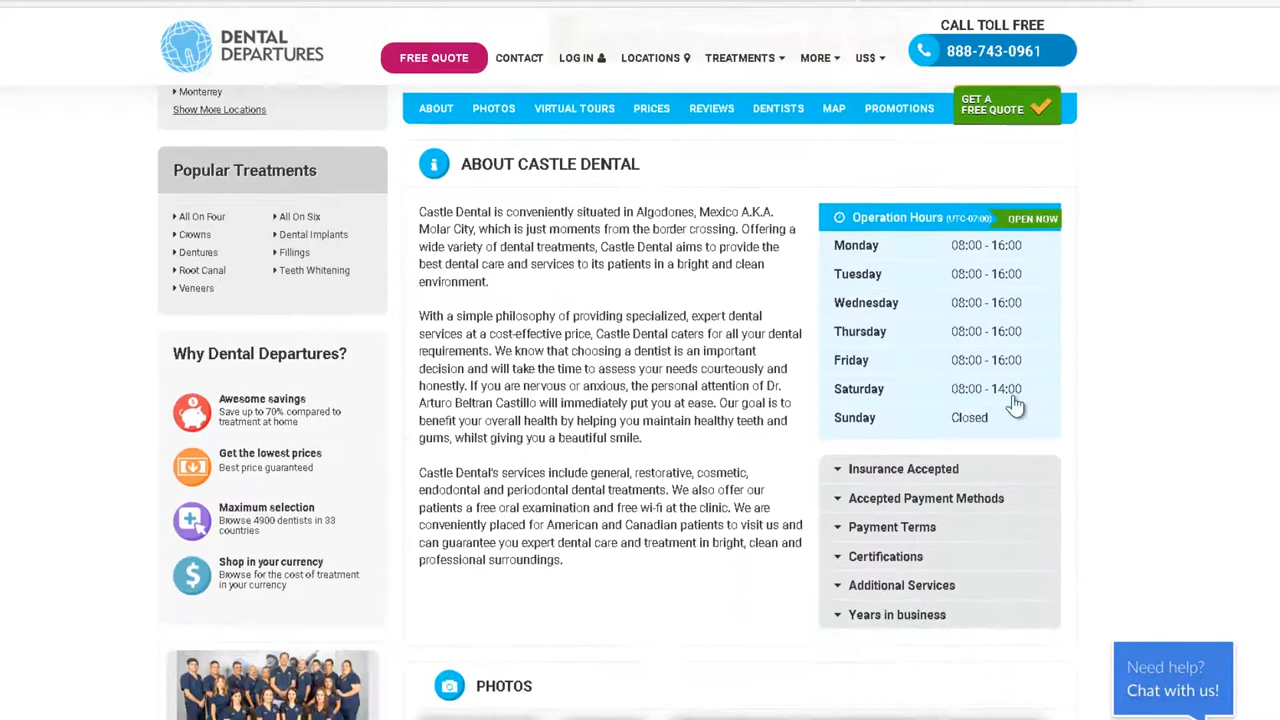 DENTAL
DEPARTURES
FREE QUOTE
CONTACT
LOG IN
LOCATIONS
TREATMENTS
MORE
US$
CALL TOLL FREE
888-743-0961
Monterrey
Show More Locations
ABOUT
PHOTOS
VIRTUAL TOURS
PRICES
REVIEWS
DENTISTS
MAP
PROMOTIONS
GET A
FREE QUOTE
Popular Treatments
All On Four
All On Six
Crowns
Dental Implants
Dentures
Fillings
Root Canal
Teeth Whitening
Veneers
Why Dental Departures?
Awesome savings
Save up to 70% compared to
treatment at home
Get the lowest prices
Best price guaranteed
Maximum selection
Browse 4900 dentists in 33
countries
Shop in your currency
Browse for the cost of treatment
in your currency
ABOUT CASTLE DENTAL
Castle Dental is conveniently situated in Algodones, Mexico A.K.A.
Molar City, which is just moments from the border crossing. Offering a
wide variety of dental treatments, Castle Dental aims to provide the
best dental care and services to its patients in a bright and clean
environment.
With a simple philosophy of providing specialized, expert dental
services at a cost-effective price, Castle Dental caters for all your dental
requirements. We know that choosing a dentist is an important
decision and will take the time to assess your needs courteously and
honestly. If you are nervous or anxious, the personal attention of Dr.
Arturo Beltran Castillo will immediately put you at ease. Our goal is to
benefit your overall health by helping you maintain healthy teeth and
gums, whilst giving you a beautiful smile.
Castle Dental's services include general, restorative, cosmetic,
endodontal and periodontal dental treatments. We also offer our
patients a free oral examination and free wi-fi at the clinic. We are
conveniently placed for American and Canadian patients to visit us and
can guarantee you expert dental care and treatment in bright, clean and
professional surroundings.
Operation Hours (UTC-07:00) OPEN NOW
Monday 08:00 - 16:00
Tuesday 08:00 - 16:00
Wednesday 08:00 - 16:00
Thursday 08:00 - 16:00
Friday 08:00 - 16:00
Saturday 08:00 - 14:00
Sunday Closed
Insurance Accepted
Accepted Payment Methods
Payment Terms
Certifications
Additional Services
Years in business
PHOTOS
Need help?
Chat with us!